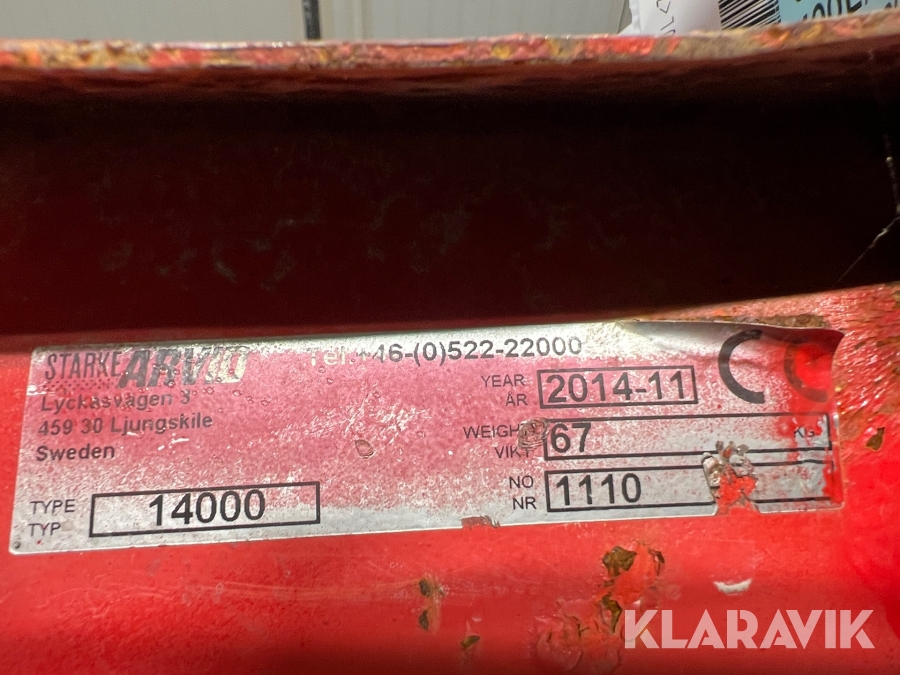 STARKE ARVID
Tel +46-(0)522-22000
Lyckasvägen 3
459 30 Ljungskile
Sweden
YEAR
ÅR
2014-11
CE
WEIGHT
VIKT
67
KG
TYPE
TYP
14000
NO
NR
1110
KLARAVIK